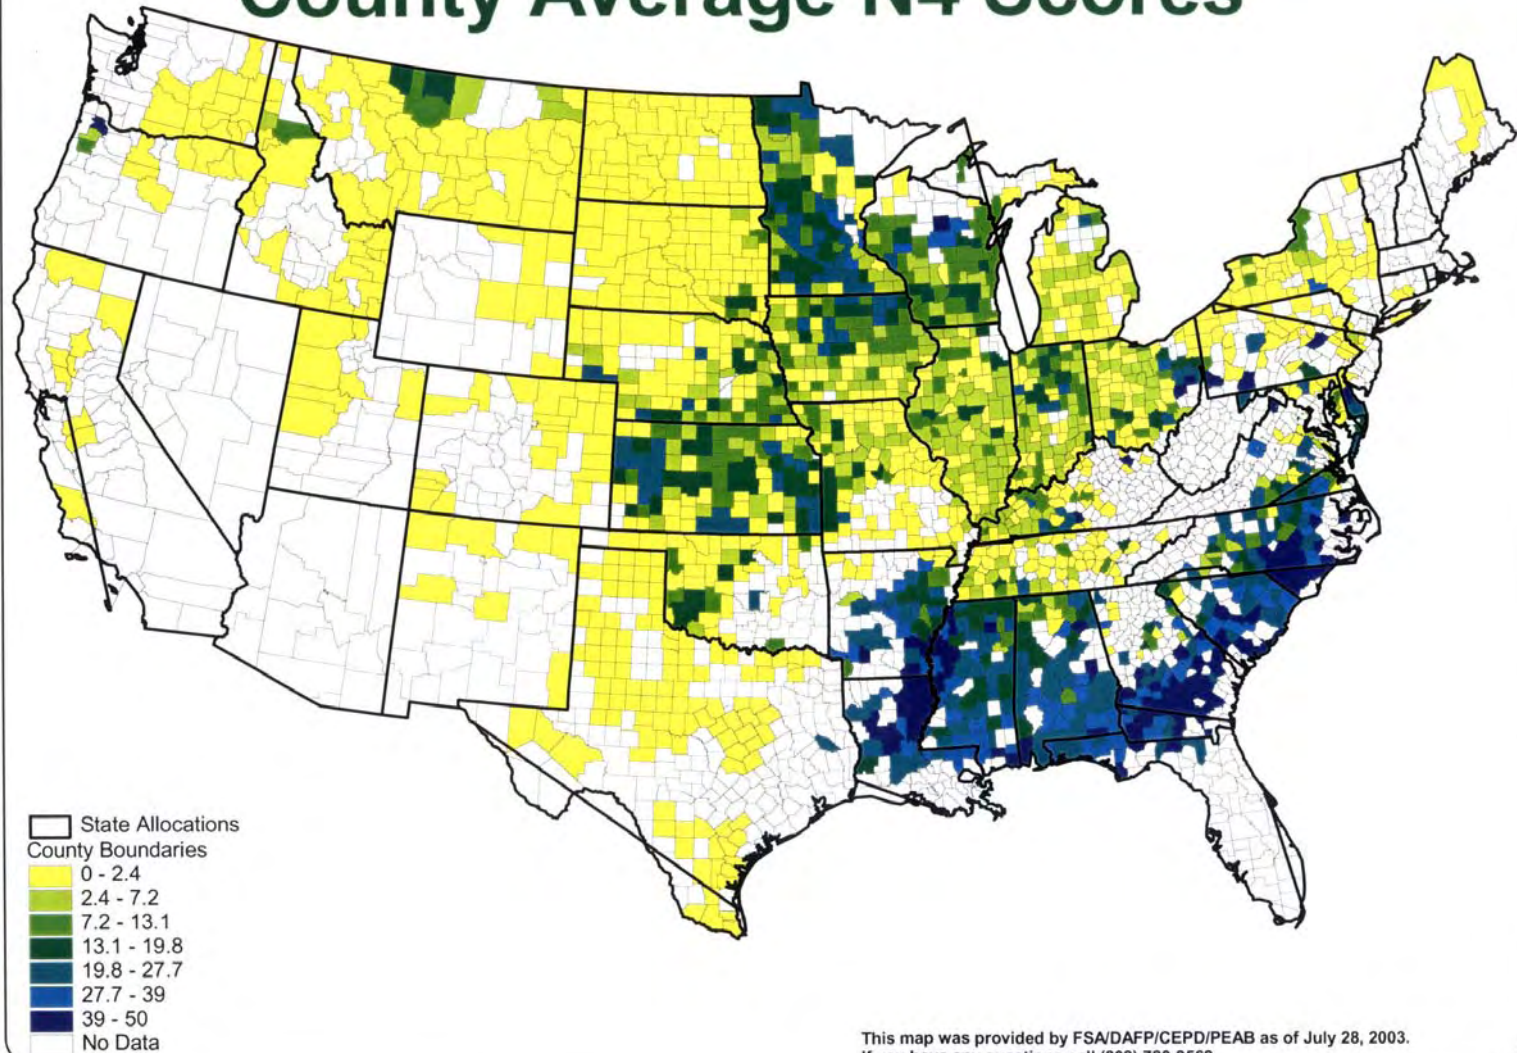 County Average N4 Scores
State Allocations
County Boundaries
0 - 2.4
2.4 - 7.2
7.2 - 13.1
13.1 - 19.8
19.8 - 27.7
27.7 - 39
39 - 50
No Data
This map was provided by FSA/DAFP/CEPD/PEAB as of July 28, 2003.